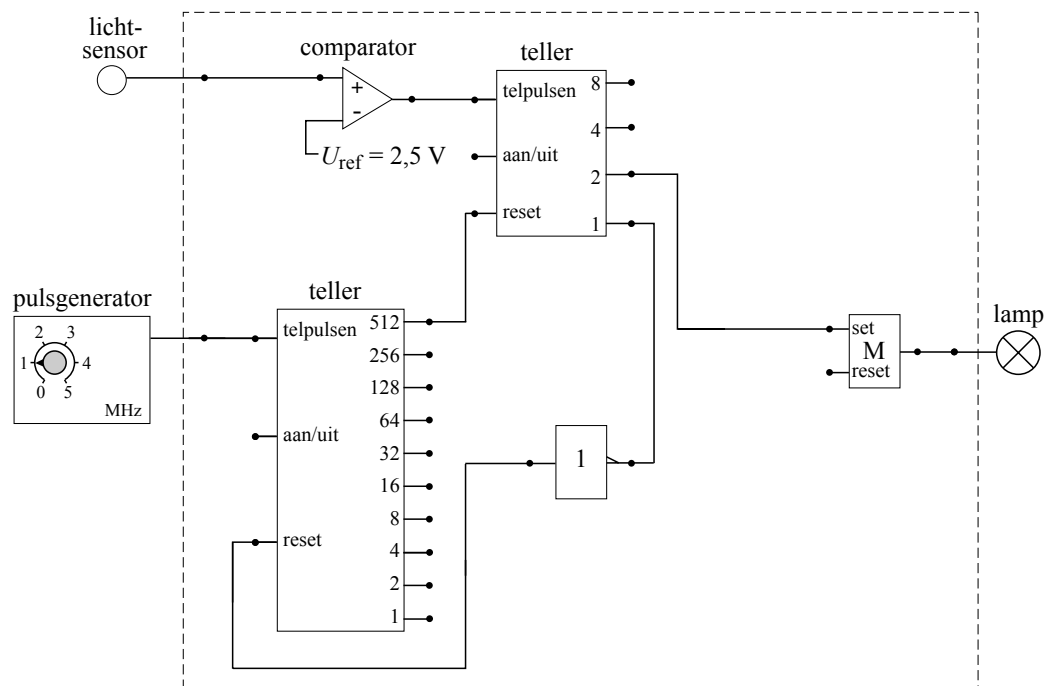 licht-
sensor
comparator
+
-
Uref = 2,5 V
teller
telpulsen
aan/uit
reset
8
4
2
1
pulsgenerator
0
1
2
3
4
5
MHz
teller
telpulsen
aan/uit
reset
512
256
128
64
32
16
8
4
2
1
1
set
M
reset
lamp